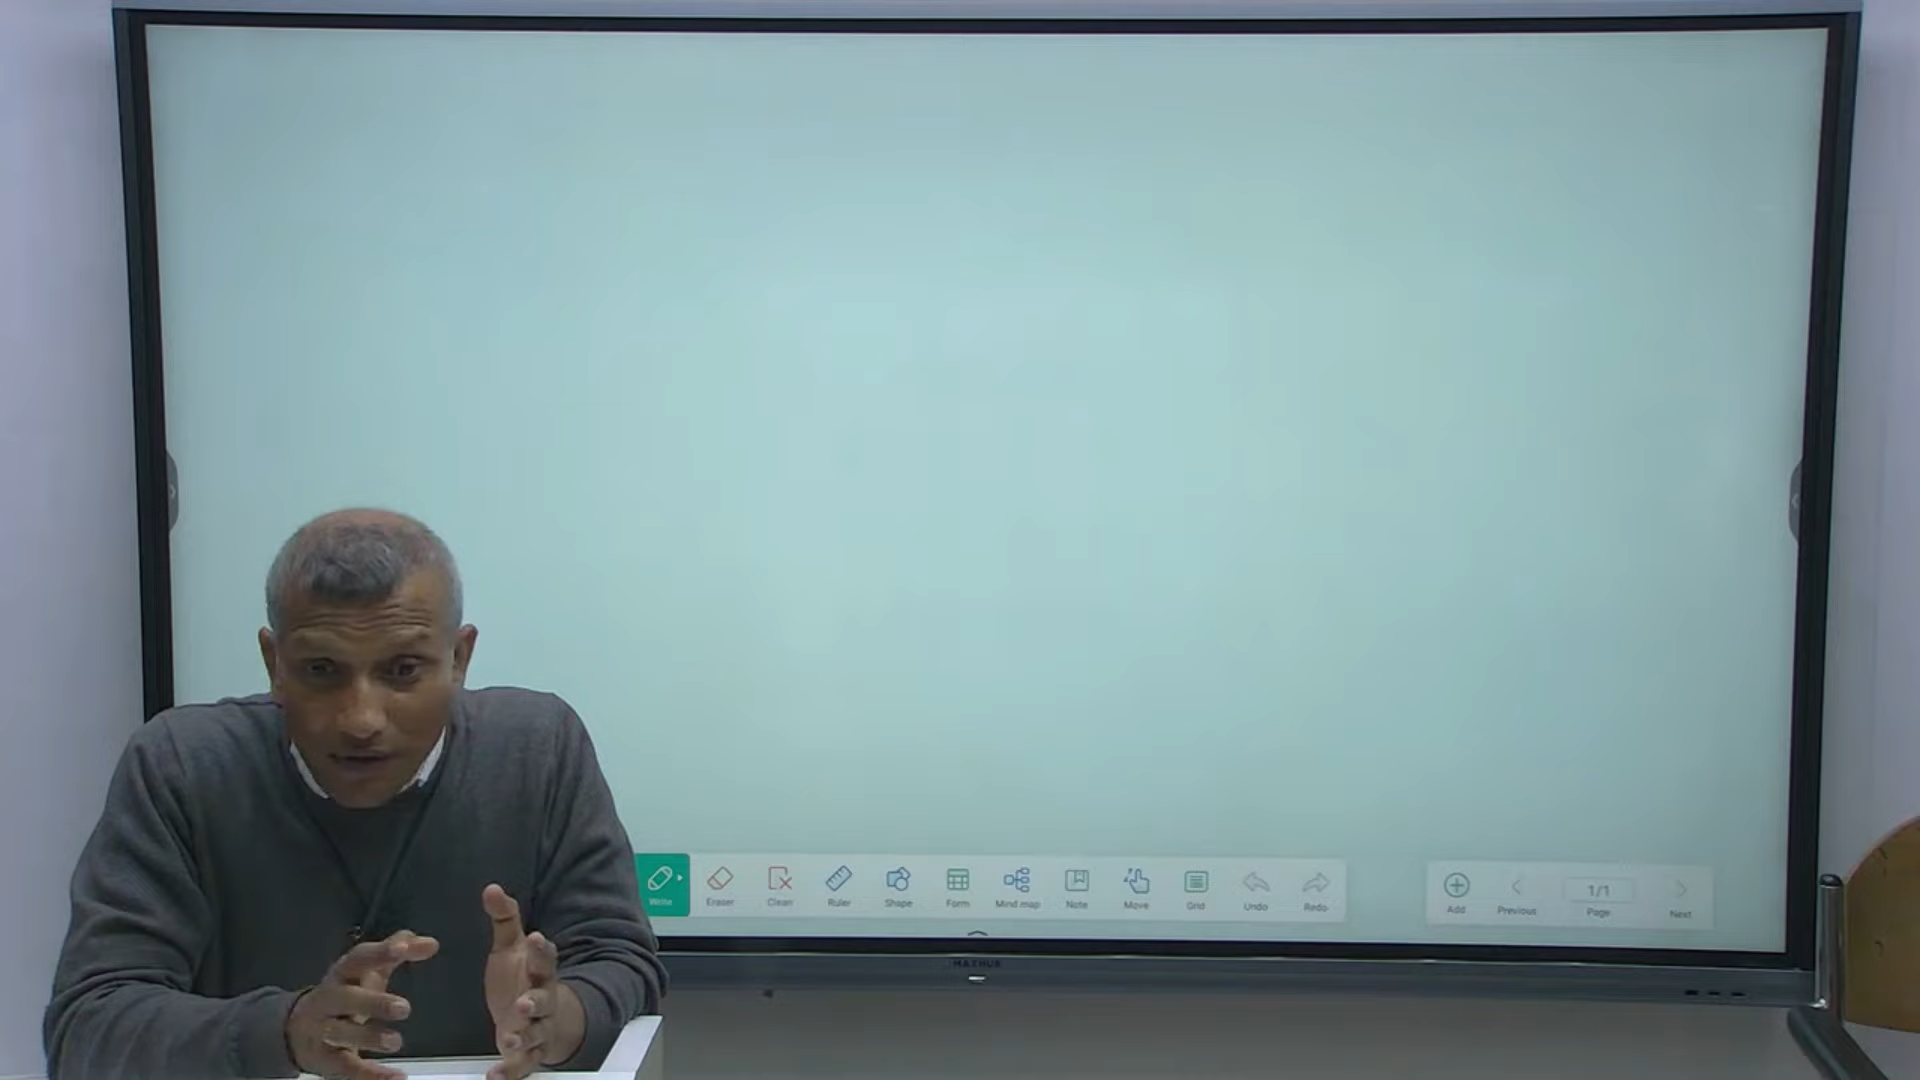 Write
Eraser
Clean
Ruler
Shape
Form
Mind map
Note
Move
Grid
Undo
Redo
Add
Previous
1/1
Page
Next
MAXHUB